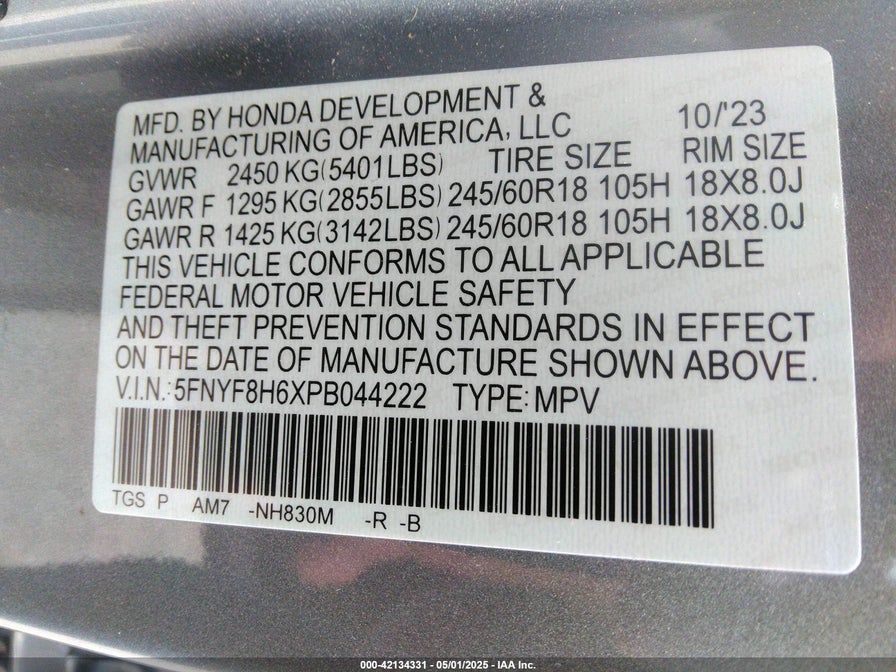 MFD. BY HONDA DEVELOPMENT &
MANUFACTURING OF AMERICA, LLC 10/'23
GVWR 2450 KG(5401LBS) TIRE SIZE RIM SIZE
GAWR F 1295 KG(2855LBS) 245/60R18 105H 18X8.0J
GAWR R 1425 KG(3142LBS) 245/60R18 105H 18X8.0J
THIS VEHICLE CONFORMS TO ALL APPLICABLE
FEDERAL MOTOR VEHICLE SAFETY
AND THEFT PREVENTION STANDARDS IN EFFECT
ON THE DATE OF MANUFACTURE SHOWN ABOVE.
V.I.N.: 5FNYF8H6XPB044222 TYPE: MPV
TGS P AM7 -NH830M -R -B
000-42134331 - 05/01/2025 - IAA Inc.